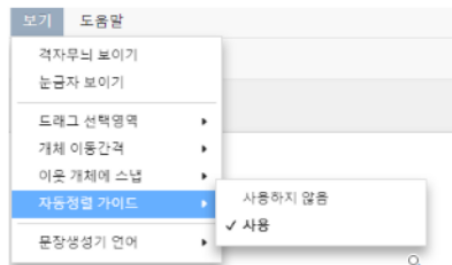 보기 도움말
격자무늬 보이기
눈금자 보이기
드래그 선택영역
개체 이동간격
이웃 개체에 스냅
자동정렬 가이드
사용하지 않음
✓ 사용
문장생성기 언어